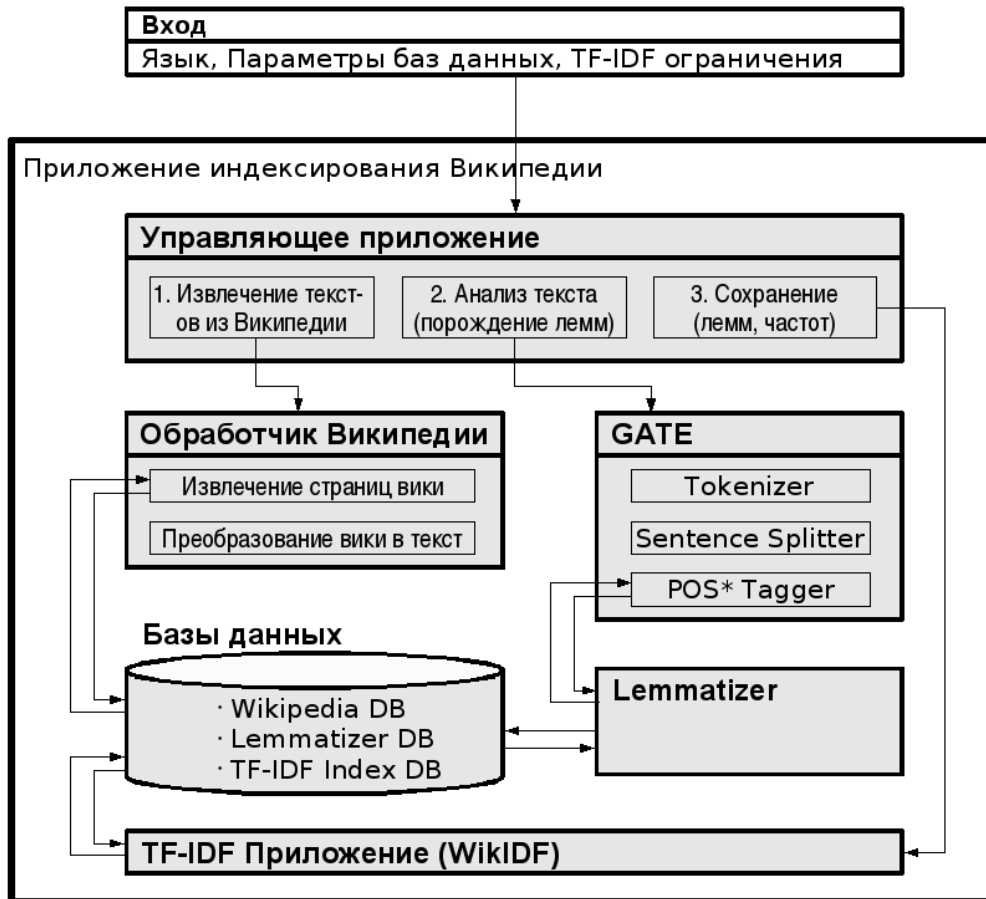 Вход
Язык, Параметры баз данных, TF-IDF ограничения
Приложение индексирования Википедии
Управляющее приложение
1. Извлечение текст-
ов из Википедии
2. Анализ текста
(порождение лемм)
3. Сохранение
(лемм, частот)
Обработчик Википедии
Извлечение страниц вики
Преобразование вики в текст
GATE
Tokenizer
Sentence Splitter
POS* Tagger
Базы данных
· Wikipedia DB
· Lemmatizer DB
· TF-IDF Index DB
Lemmatizer
TF-IDF Приложение (WikIDF)